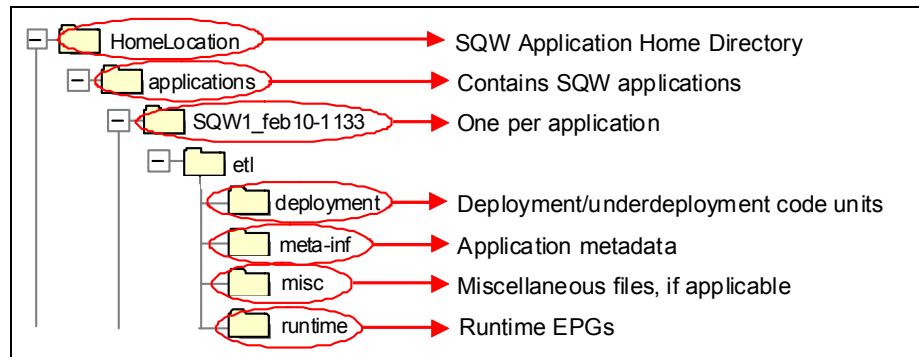 HomeLocation SQW Application Home Directory
applications Contains SQW applications
SQW1_feb10-1133 One per application
etl
deployment Deployment/underdeployment code units
meta-inf Application metadata
misc Miscellaneous files, if applicable
runtime Runtime EPGs